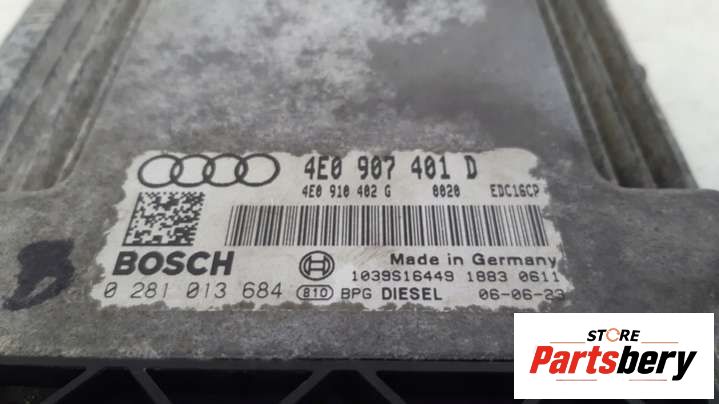 4E0 907 401 D
4E0 910 402 G 0020 EDC16CP
BOSCH
Made in Germany
1039S16449 1883 0611
0 281 013 684 810 BPG DIESEL 06-06-23
STORE
Partsbery